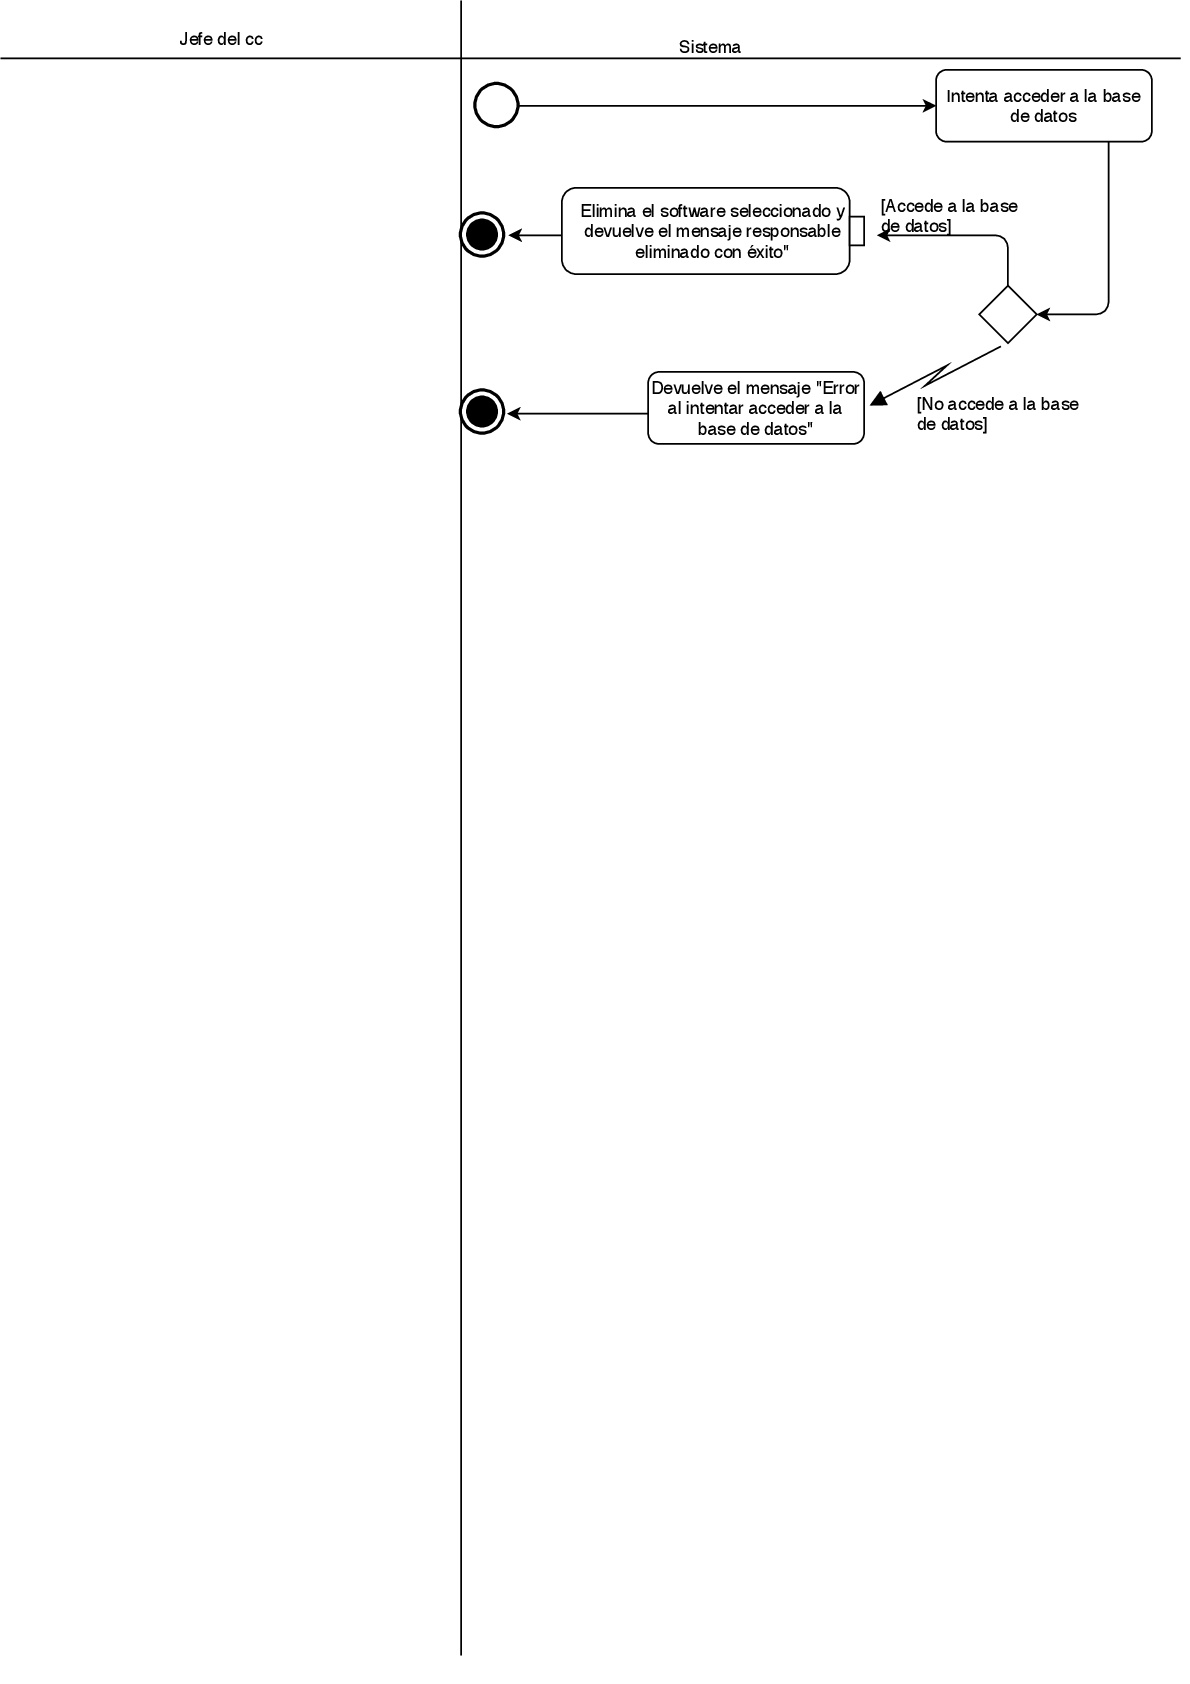 Jefe del cc
Sistema
Intenta acceder a la base
de datos
Elimina el software seleccionado y
devuelve el mensaje responsable
eliminado con éxito"
[Accede a la base
de datos]
Devuelve el mensaje "Error
al intentar acceder a la
base de datos"
[No accede a la base
de datos]